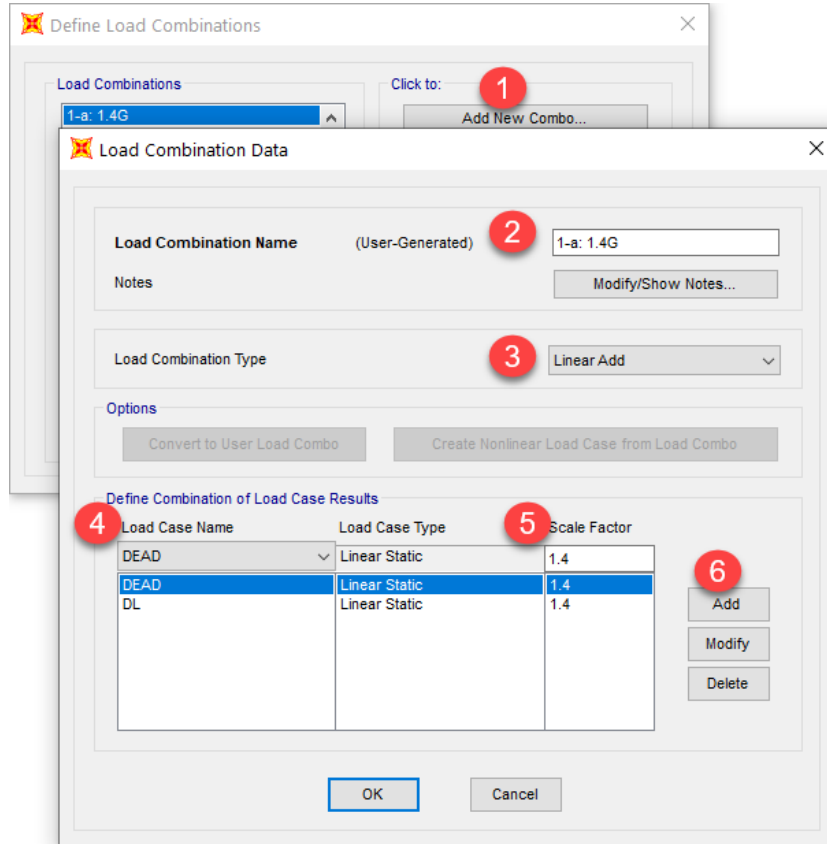 Define Load Combinations
Load Combinations
Click to:
1
1-a: 1.4G
Add New Combo...
Load Combination Data
Load Combination Name (User-Generated) 2 1-a: 1.4G
Notes Modify/Show Notes...
Load Combination Type 3 Linear Add
Options
Convert to User Load Combo Create Nonlinear Load Case from Load Combo
Define Combination of Load Case Results
4 Load Case Name Load Case Type 5 Scale Factor
DEAD Linear Static 1.4
6
DEAD Linear Static 1.4
DL Linear Static 1.4
Add
Modify
Delete
OK Cancel